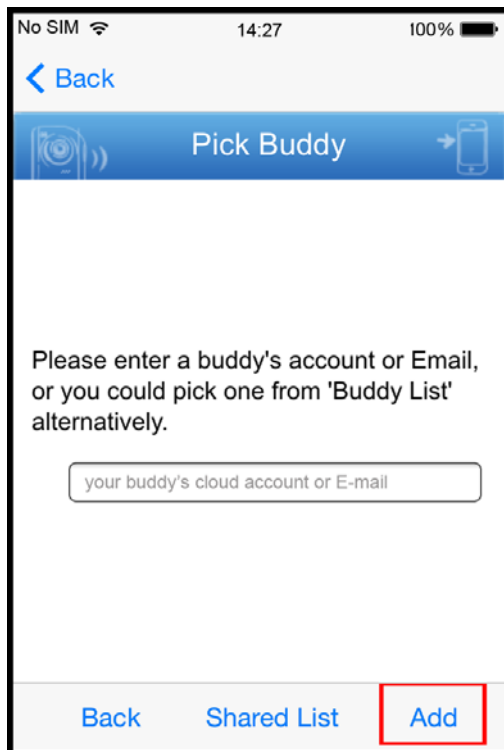 No SIM 14:27 100%
Back
Pick Buddy
Please enter a buddy's account or Email,
or you could pick one from 'Buddy List'
alternatively.
your buddy's cloud account or E-mail
Back Shared List Add